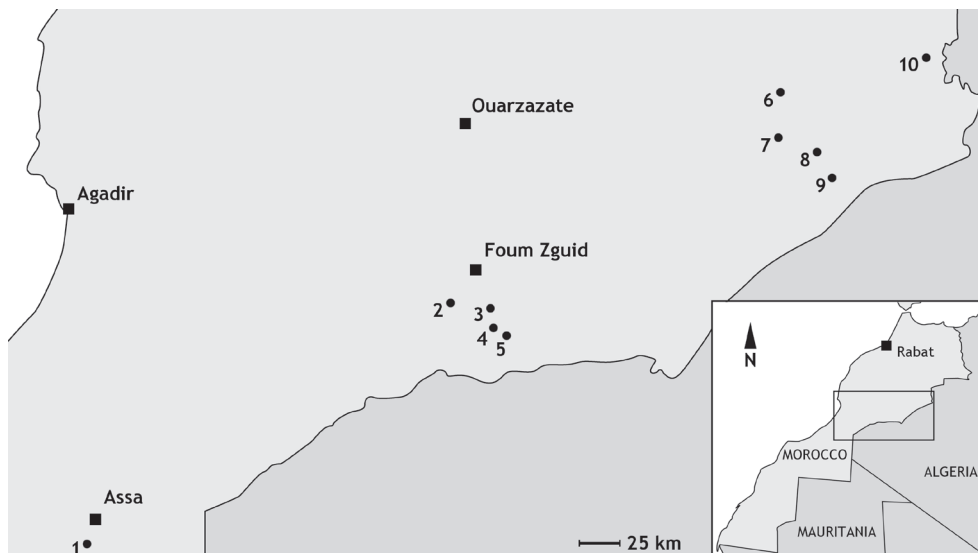 10
6
Ouarzazate
7
8
9
Agadir
Foum Zguid
2
3
4
5
N
Rabat
MOROCCO
ALGERIA
MAURITANIA
Assa
1
25 km